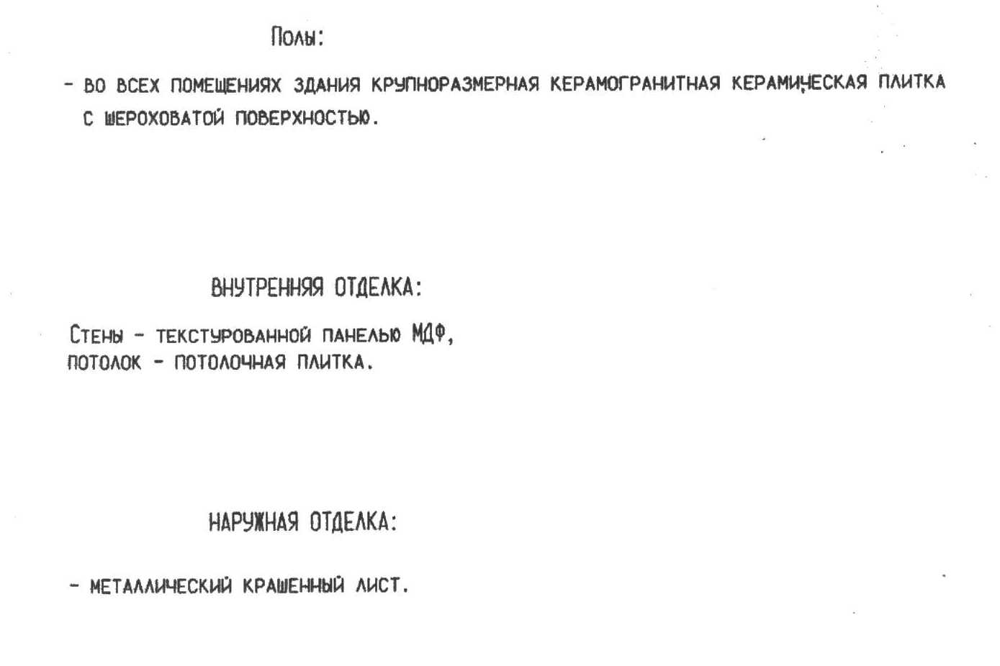 Полы:
- ВО ВСЕХ ПОМЕЩЕНИЯХ ЗДАНИЯ КРУПНОРАЗМЕРНАЯ КЕРАМОГРАНИТНАЯ КЕРАМИЧЕСКАЯ ПЛИТКА
С ШЕРОХОВАТОЙ ПОВЕРХНОСТЬЮ.
ВНУТРЕННЯЯ ОТДЕЛКА:
Стены - ТЕКСТУРОВАННОЙ ПАНЕЛЬЮ МДФ,
ПОТОЛОК - ПОТОЛОЧНАЯ ПЛИТКА.
НАРУЖНАЯ ОТДЕЛКА:
- МЕТАЛЛИЧЕСКИЙ КРАШЕННЫЙ ЛИСТ.